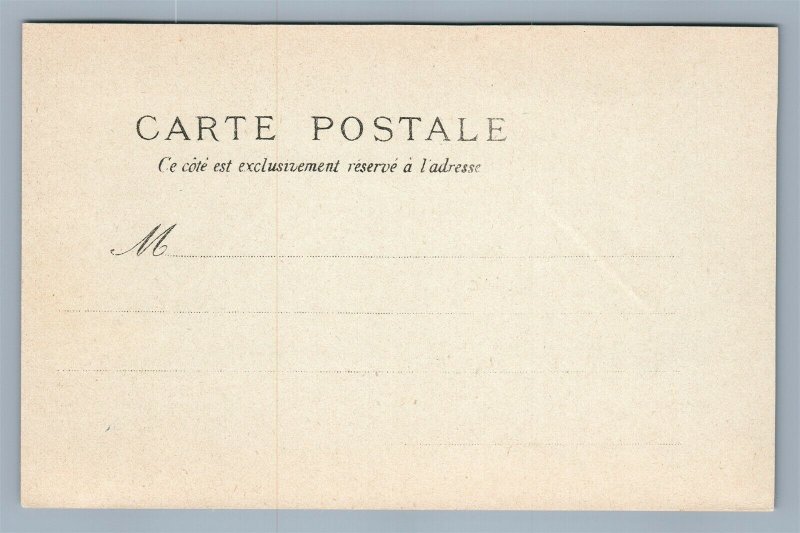 CARTE POSTALE
Ce côté est exclusivement réservé à l'adresse
M